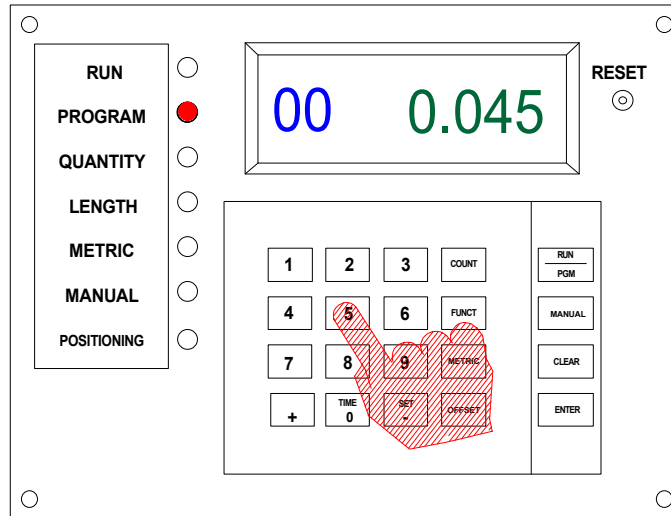 RUN
PROGRAM
QUANTITY
LENGTH
METRIC
MANUAL
POSITIONING
00 0.045
RESET
1 2 3 COUNT
4 5 6 FUNCT
7 8 9 METRIC
+ TIME 0 SET - OFFSET
RUN
PGM
MANUAL
CLEAR
ENTER